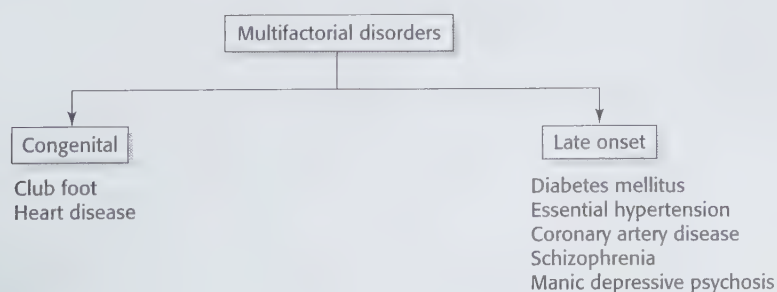 Multifactorial disorders
Congenital
Club foot
Heart disease
Late onset
Diabetes mellitus
Essential hypertension
Coronary artery disease
Schizophrenia
Manic depressive psychosis